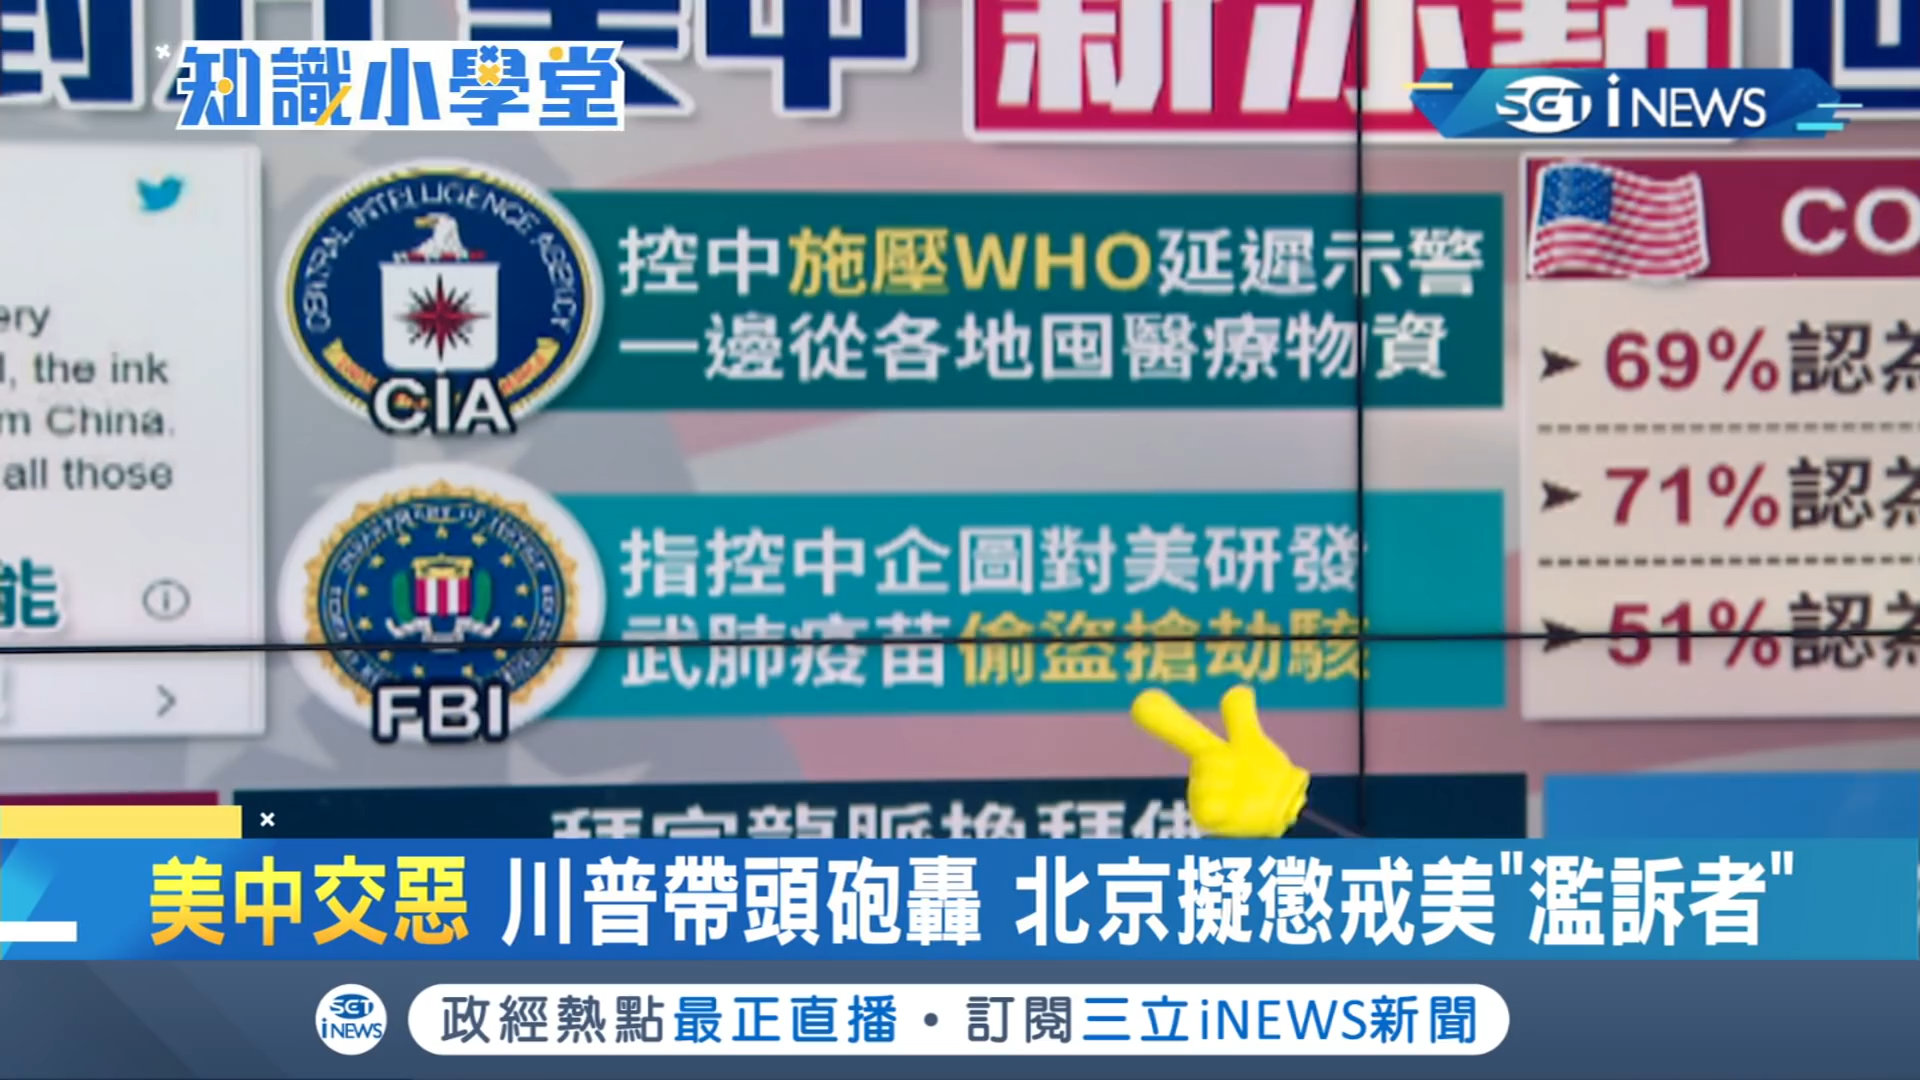 知識小學堂
SET iNEWS
ery
, the ink
m China.
all those
能
CENTRAL INTELLIGENCE AGENCY
CIA
控中施壓WHO延遲示警
一邊從各地囤醫療物資
FBI
指控中企圖對美研發
武肺疫苗偷盜搶劫駭
CO
69%認為
71%認為
51%認為
美中交惡 川普帶頭砲轟 北京擬懲戒美"濫訴者"
SET iNEWS
政經熱點最正直播・訂閱三立iNEWS新聞